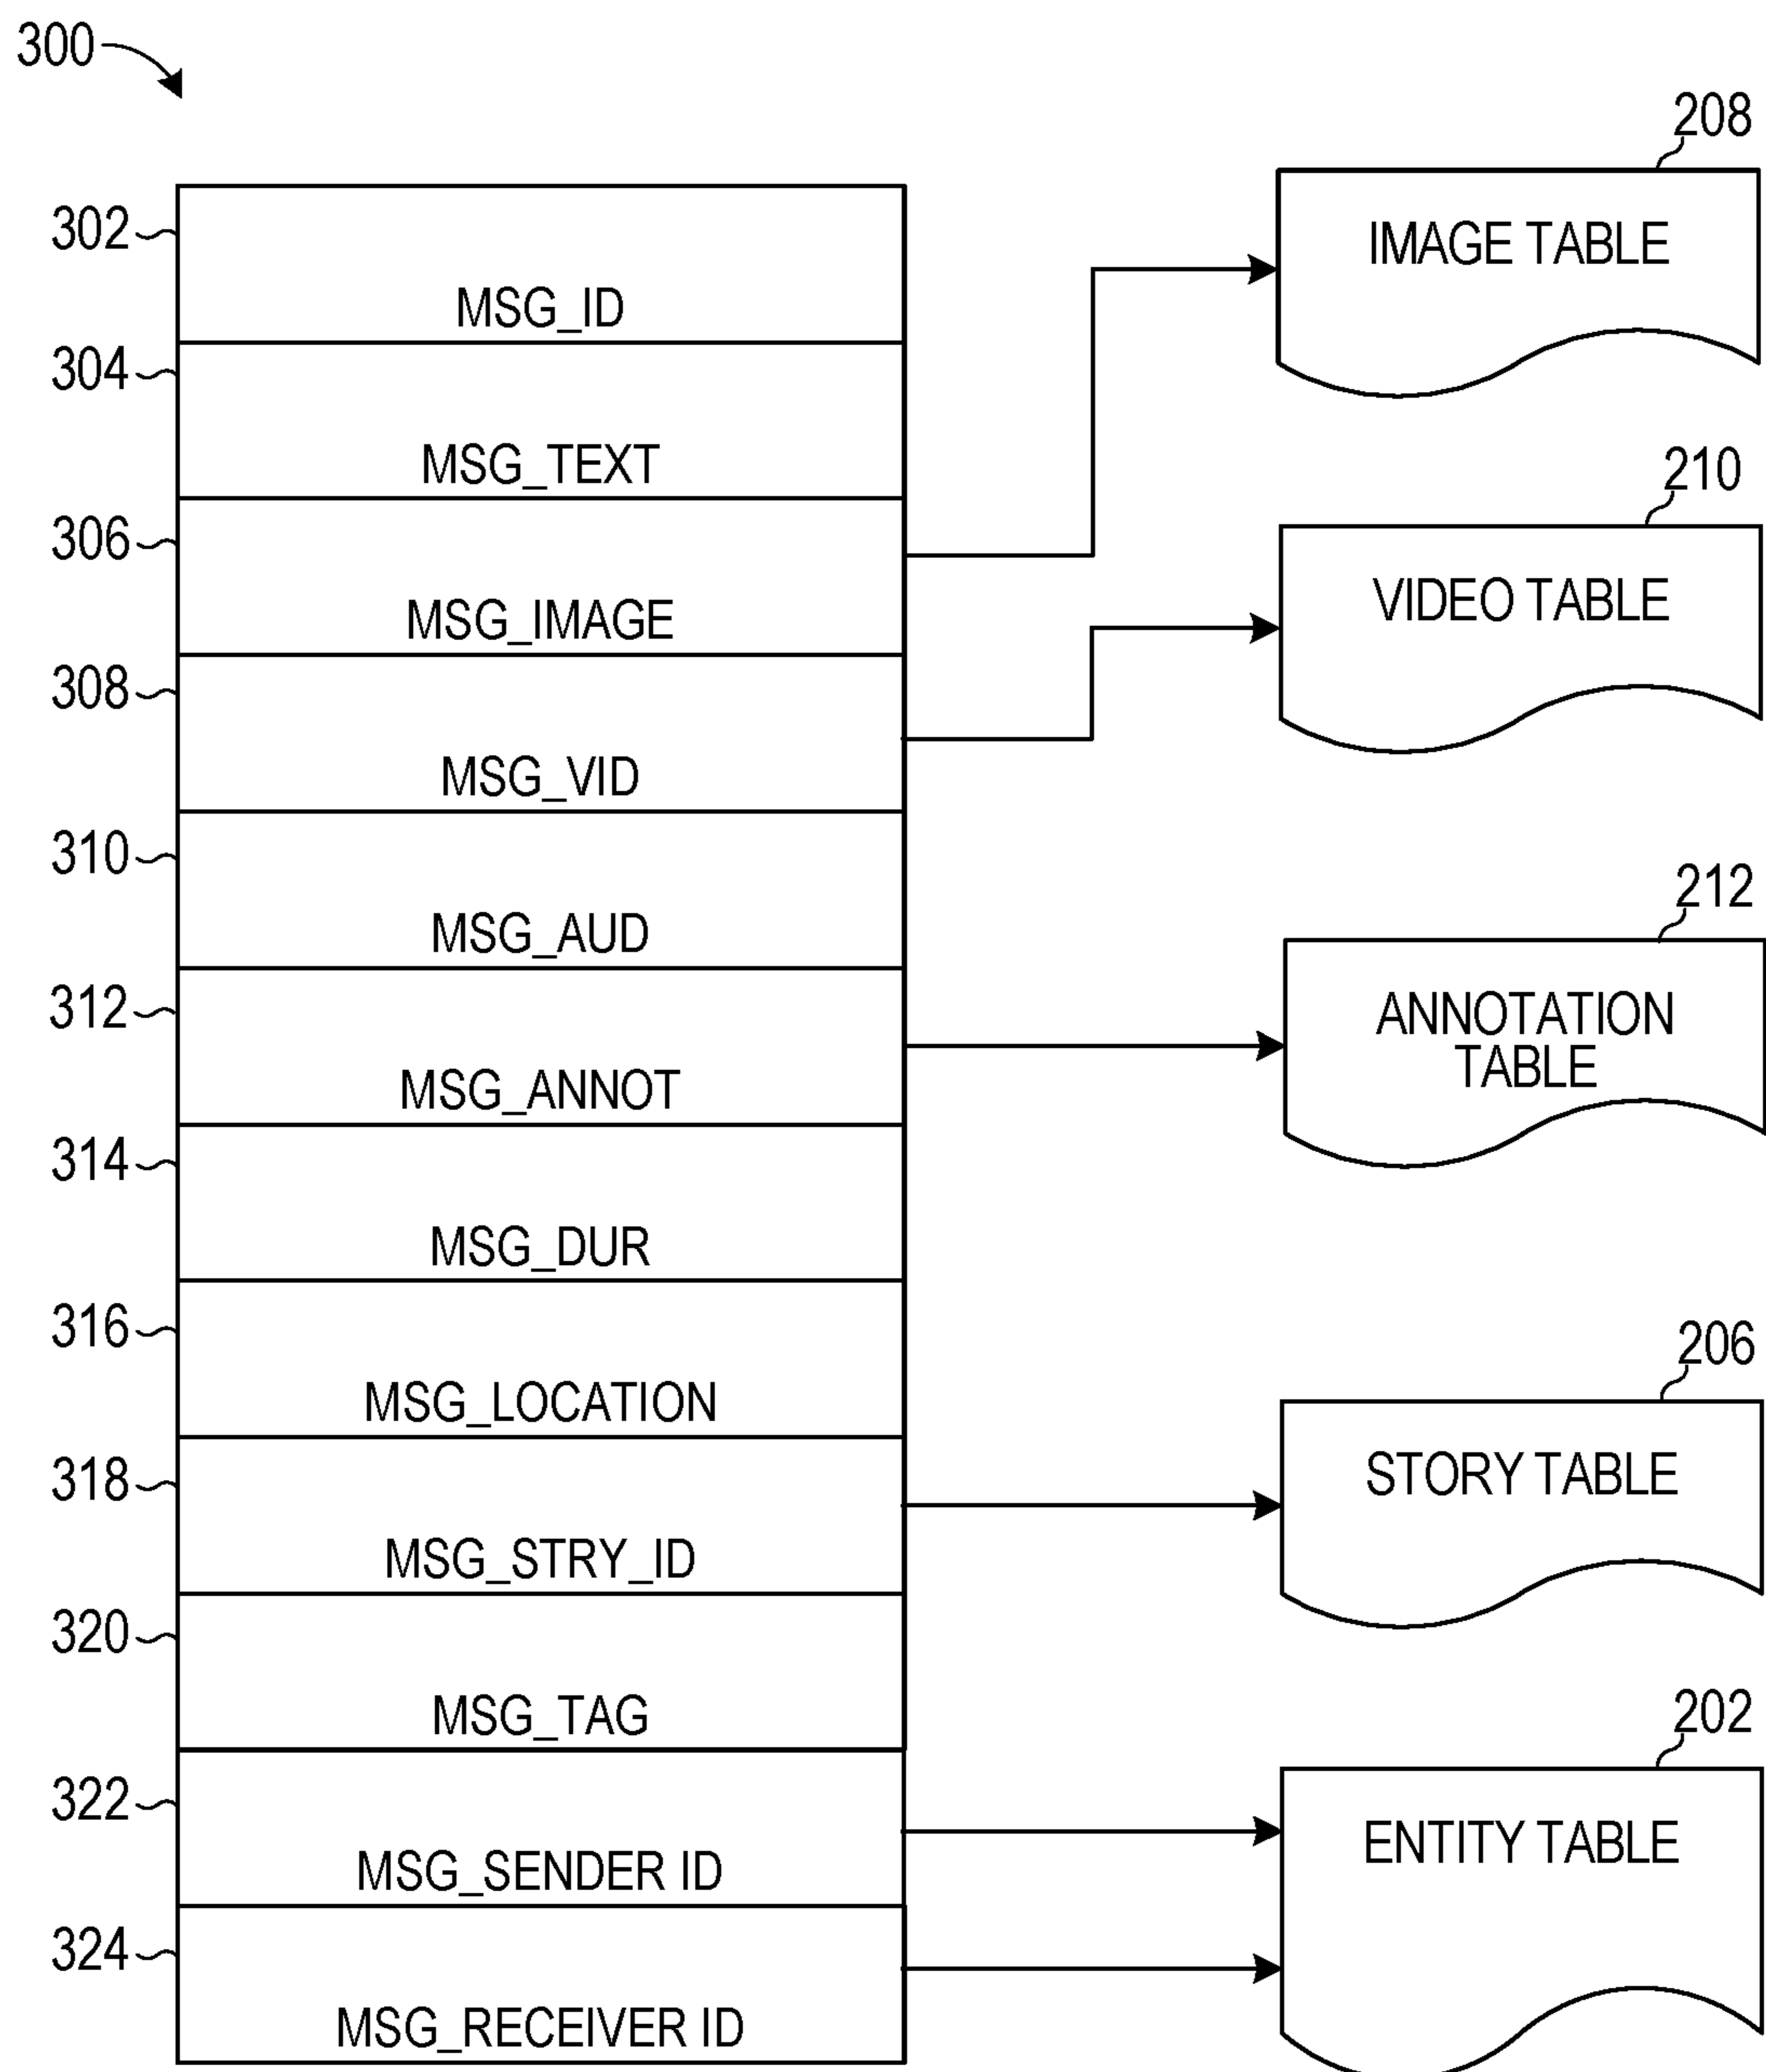 300
302
MSG_ID
304
MSG_TEXT
306
MSG_IMAGE
308
MSG_VID
310
MSG_AUD
312
MSG_ANNOT
314
MSG_DUR
316
MSG_LOCATION
318
MSG_STRY_ID
320
MSG_TAG
322
MSG_SENDER ID
324
MSG_RECEIVER ID
208
IMAGE TABLE
210
VIDEO TABLE
212
ANNOTATION
TABLE
206
STORY TABLE
202
ENTITY TABLE